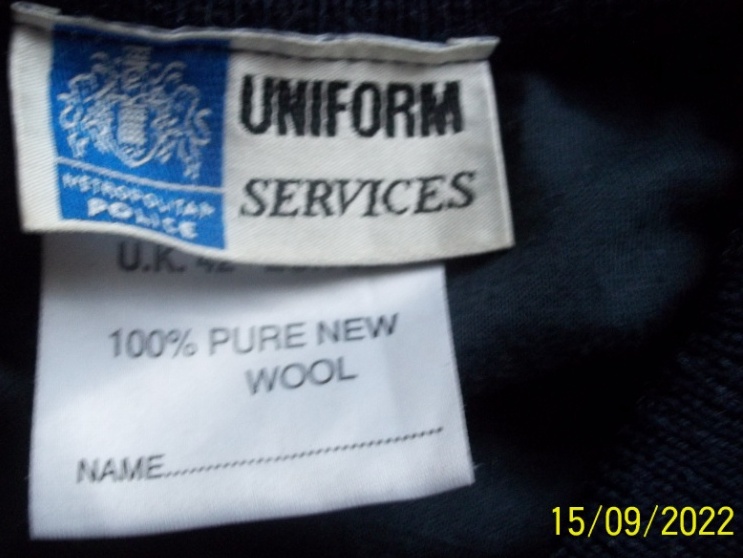 METROPOLITAN
POLICE
UNIFORM
SERVICES
U.K. 42
100% PURE NEW
WOOL
NAME..............................
15/09/2022